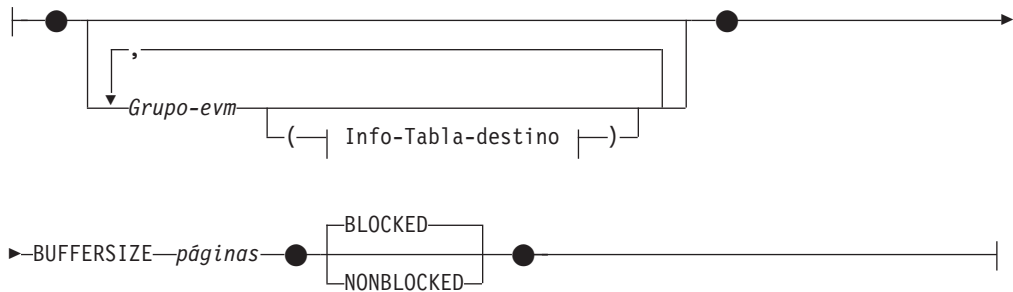 ,
Grupo-evm
( Info-Tabla-destino )
BUFFERSIZE páginas
BLOCKED
NONBLOCKED